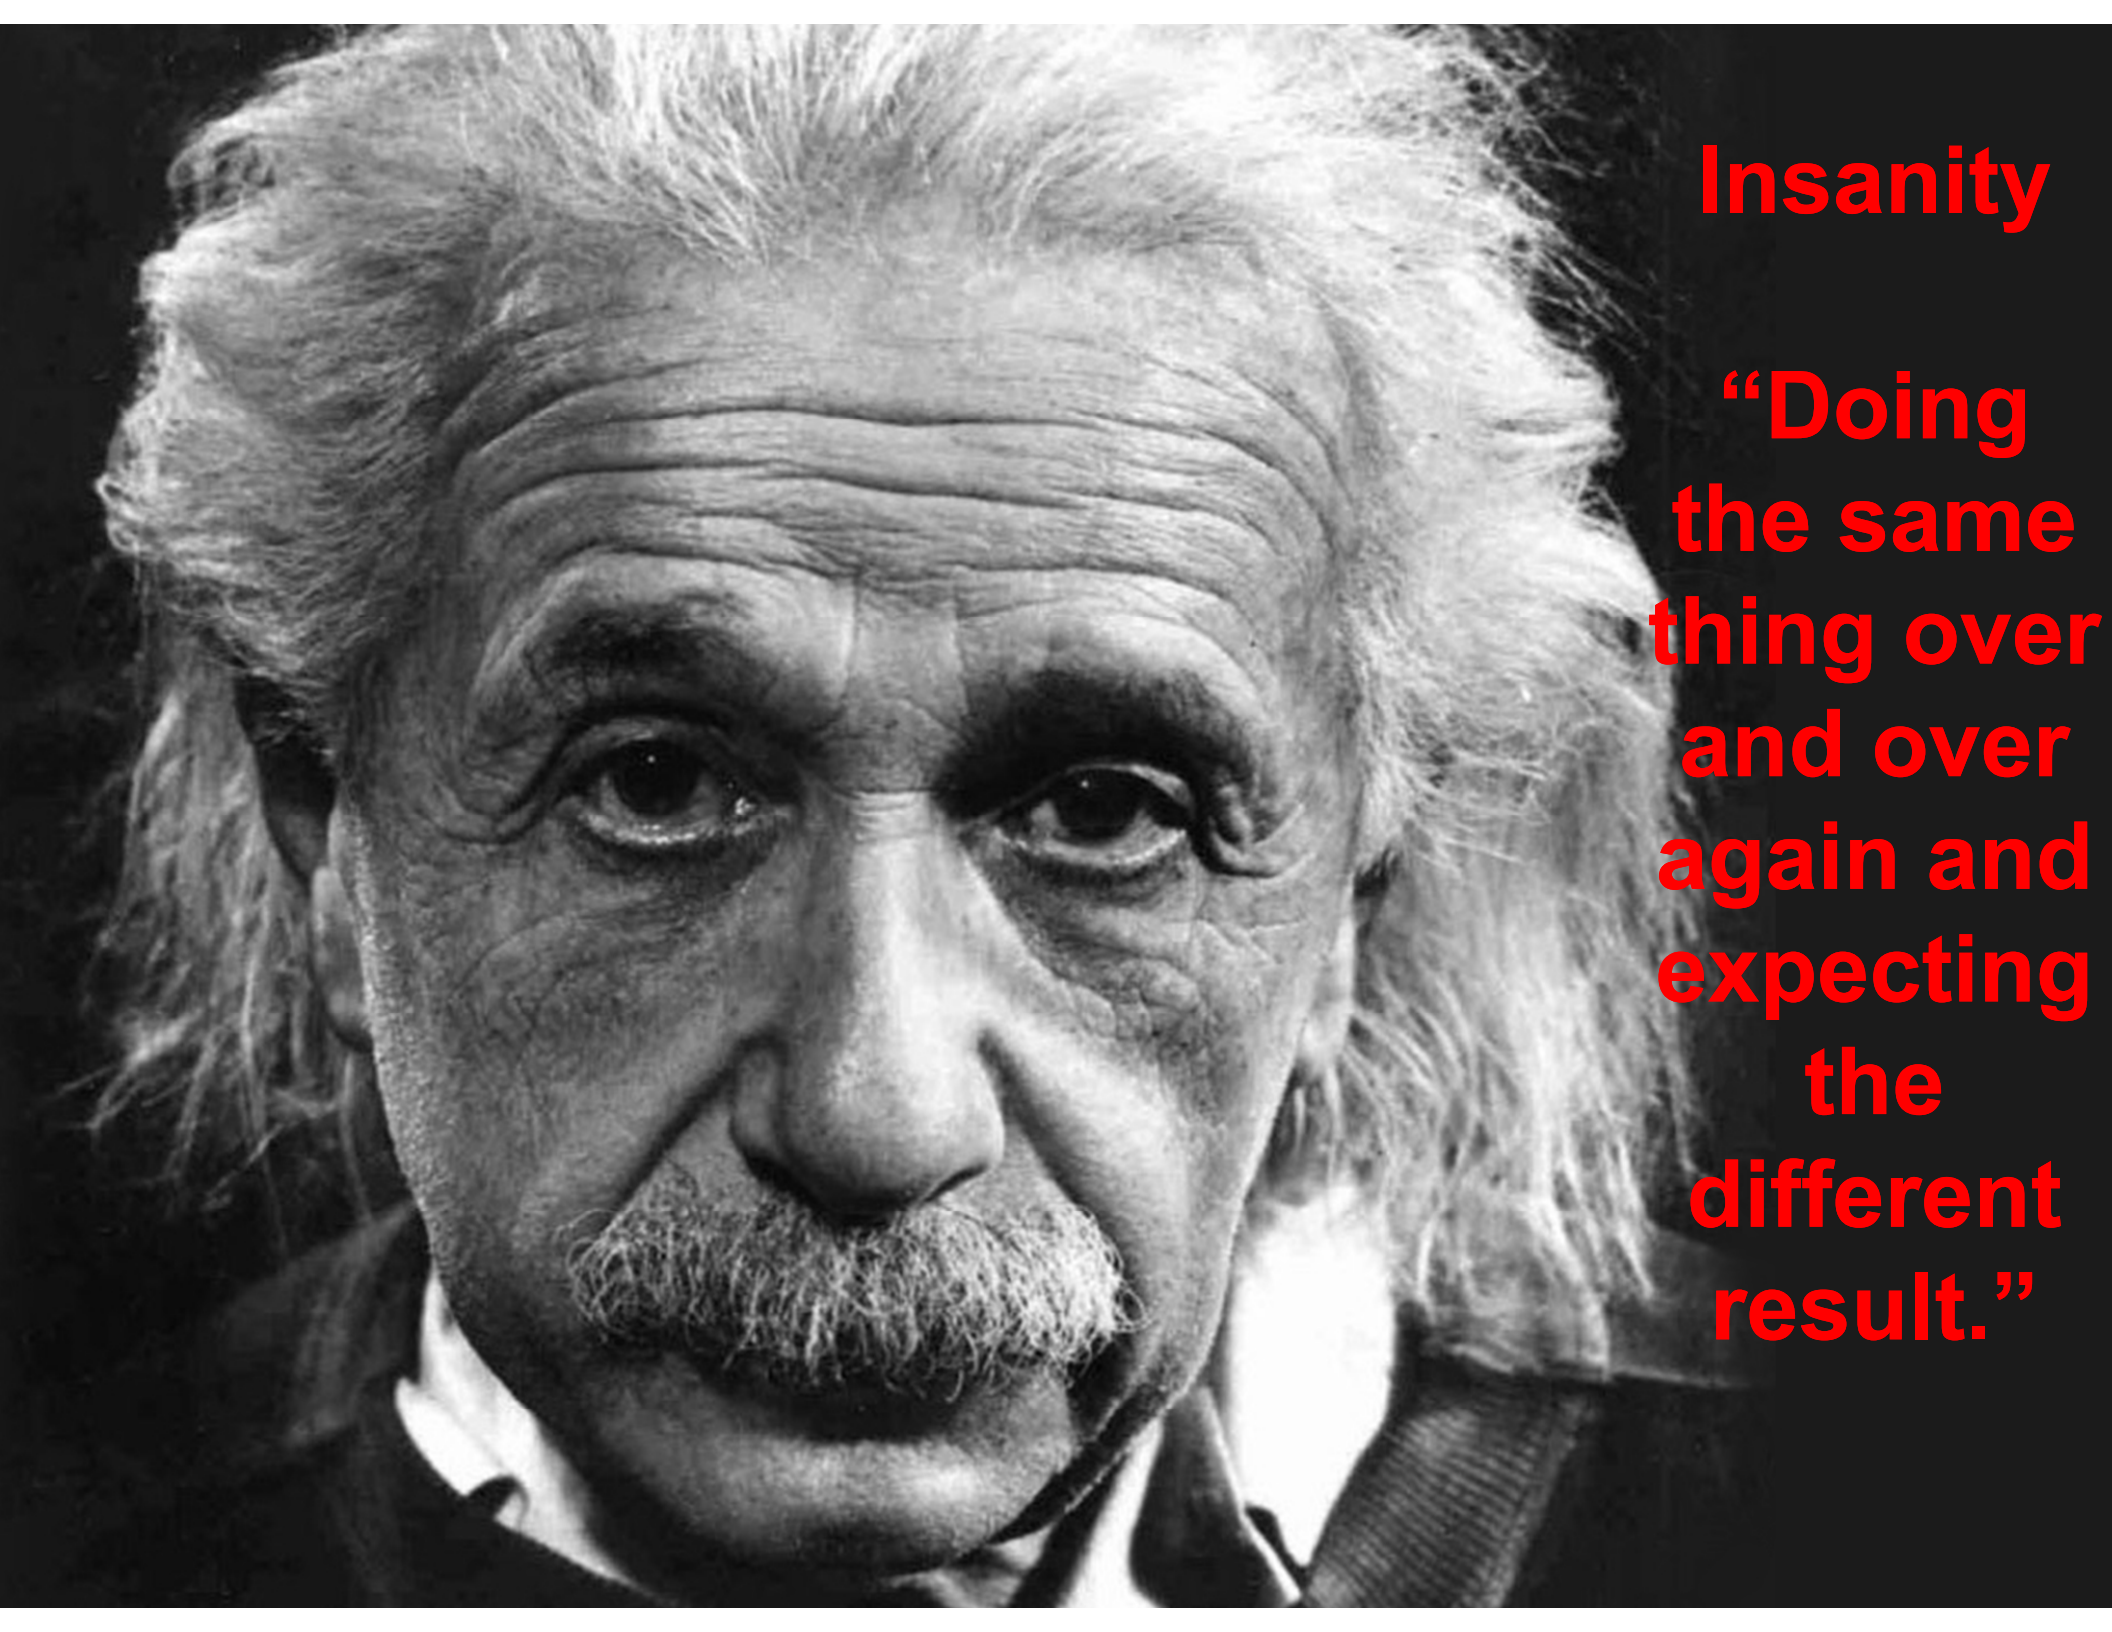 Insanity
“Doing
the same
thing over
and over
again and
expecting
the
different
result.”